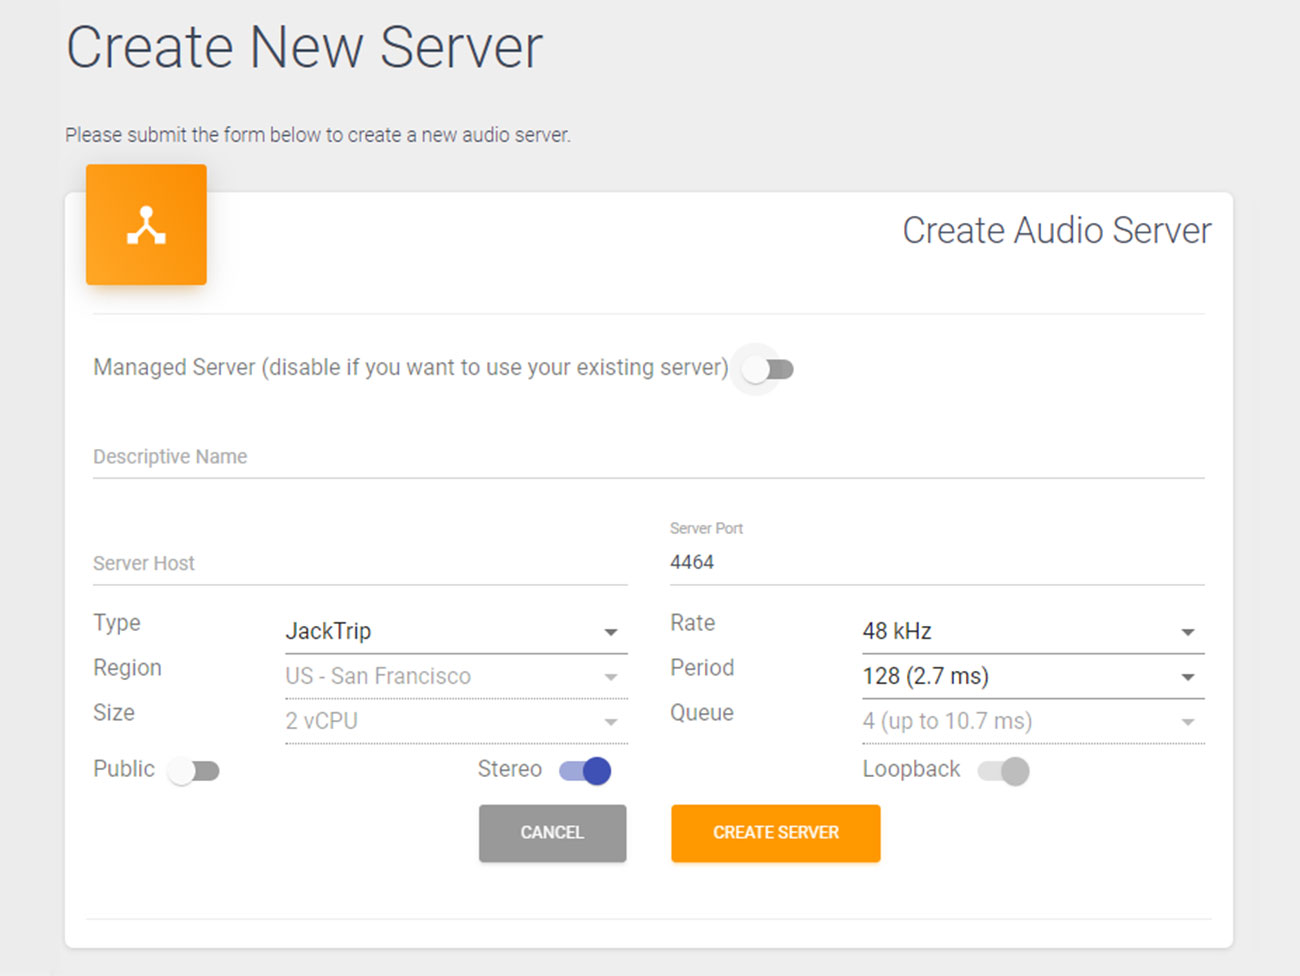 Create New Server
Please submit the form below to create a new audio server.
Create Audio Server
Managed Server (disable if you want to use your existing server)
Descriptive Name
Server Host
Server Port
4464
Type
JackTrip
Rate
48 kHz
Region
US - San Francisco
Period
128 (2.7 ms)
Size
2 vCPU
Queue
4 (up to 10.7 ms)
Public
Stereo
Loopback
CANCEL
CREATE SERVER